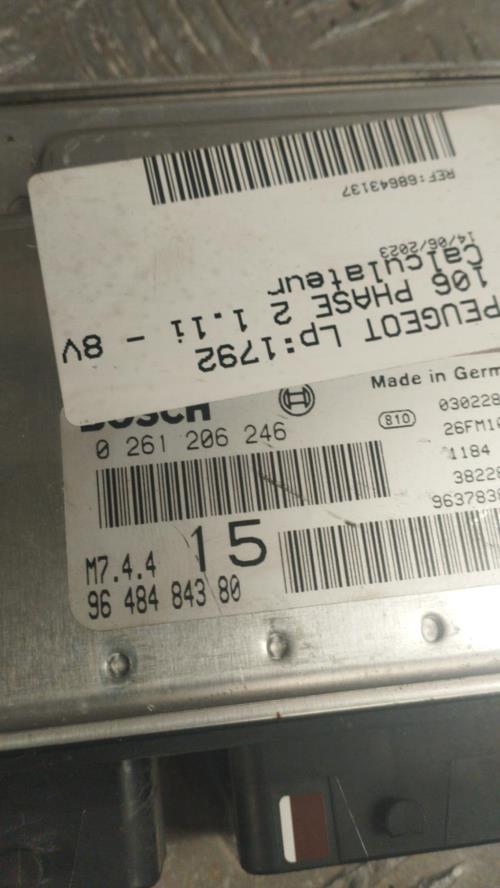 PEUGEOT Lp:1792
106 PHASE 2 1.1i - 8V
Calculateur
14/06/2023
REF:68643137
BOSCH
Made in Germ
0 261 206 246
810
030228
26FM10
1184
38228
963783
M7.4.4
15
96 484 843 80